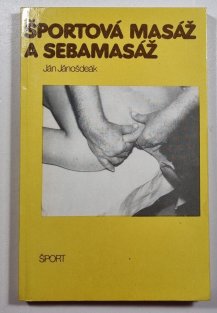 ŠPORTOVÁ MASÁŽ
A SEBAMASÁŽ
Ján Jánošdeák
ŠPORT